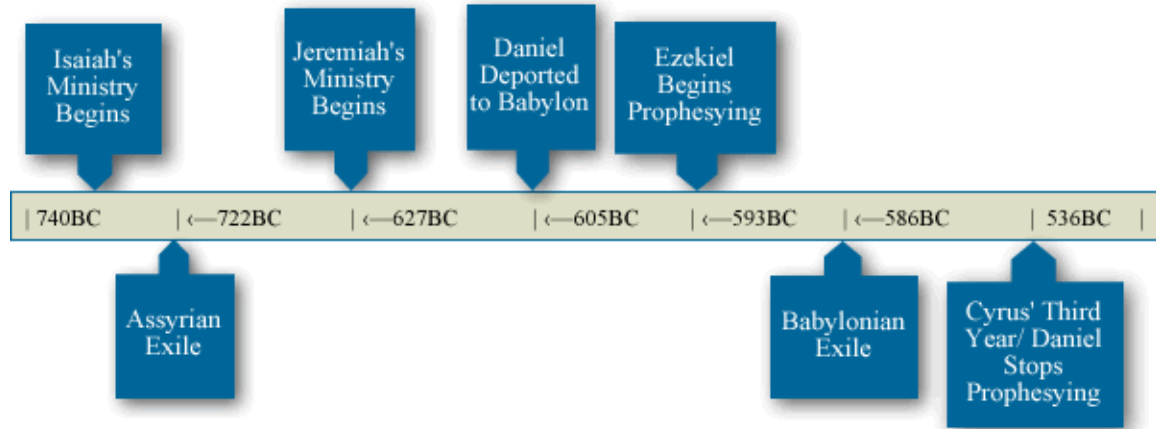 Isaiah's
Ministry
Begins
Jeremiah's
Ministry
Begins
Daniel
Deported
to Babylon
Ezekiel
Begins
Prophesying
| 740BC | ‹—722BC | ‹—627BC | ‹—605BC | ‹—593BC | ‹—586BC | 536BC |
Assyrian
Exile
Babylonian
Exile
Cyrus' Third
Year/ Daniel
Stops
Prophesying